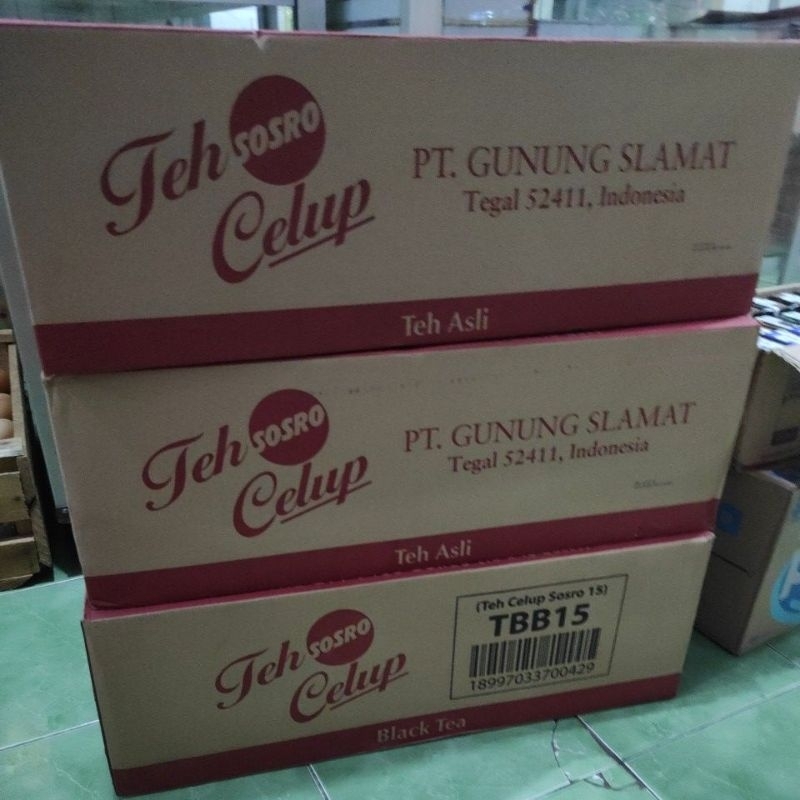 Teh SOSRO
Celup
PT. GUNUNG SLAMAT
Tegal 52411, Indonesia
Teh Asli
Teh SOSRO
Celup
PT. GUNUNG SLAMAT
Tegal 52411, Indonesia
Teh Asli
Teh SOSRO
Celup
(Teh Celup Sosro 15)
TBB15
18997033700429
Black Tea